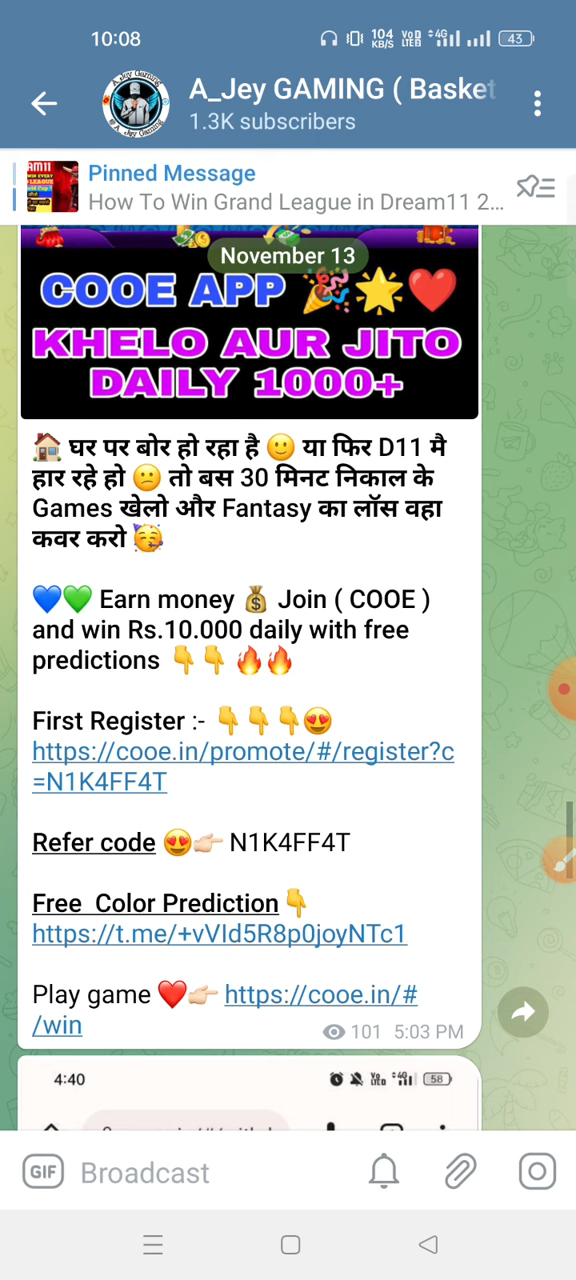 10:08
104
KB/S
VoD
LTEB
4G
43
A_Jey GAMING ( Basket
1.3K subscribers
Pinned Message
How To Win Grand League in Dream11 2...
November 13
COOE APP 🎉🌟❤️
KHELO AUR JITO
DAILY 1000+
🏠 घर पर बोर हो रहा है 🙂 या फिर D11 मै
हार रहे हो 😕 तो बस 30 मिनट निकाल के
Games खेलो और Fantasy का लॉस वहा
कवर करो 🥳
💙💚 Earn money 💰 Join ( COOE )
and win Rs.10.000 daily with free
predictions 👇👇🔥🔥
First Register :- 👇👇👇😍
https://cooe.in/promote/#/register?c
=N1K4FF4T
Refer code 😍👉🏻 N1K4FF4T
Free Color Prediction👇
https://t.me/+vVId5R8p0joyNTc1
Play game ❤️👉🏻 https://cooe.in/#
/win
101 5:03 PM
4:40
58
GIF
Broadcast